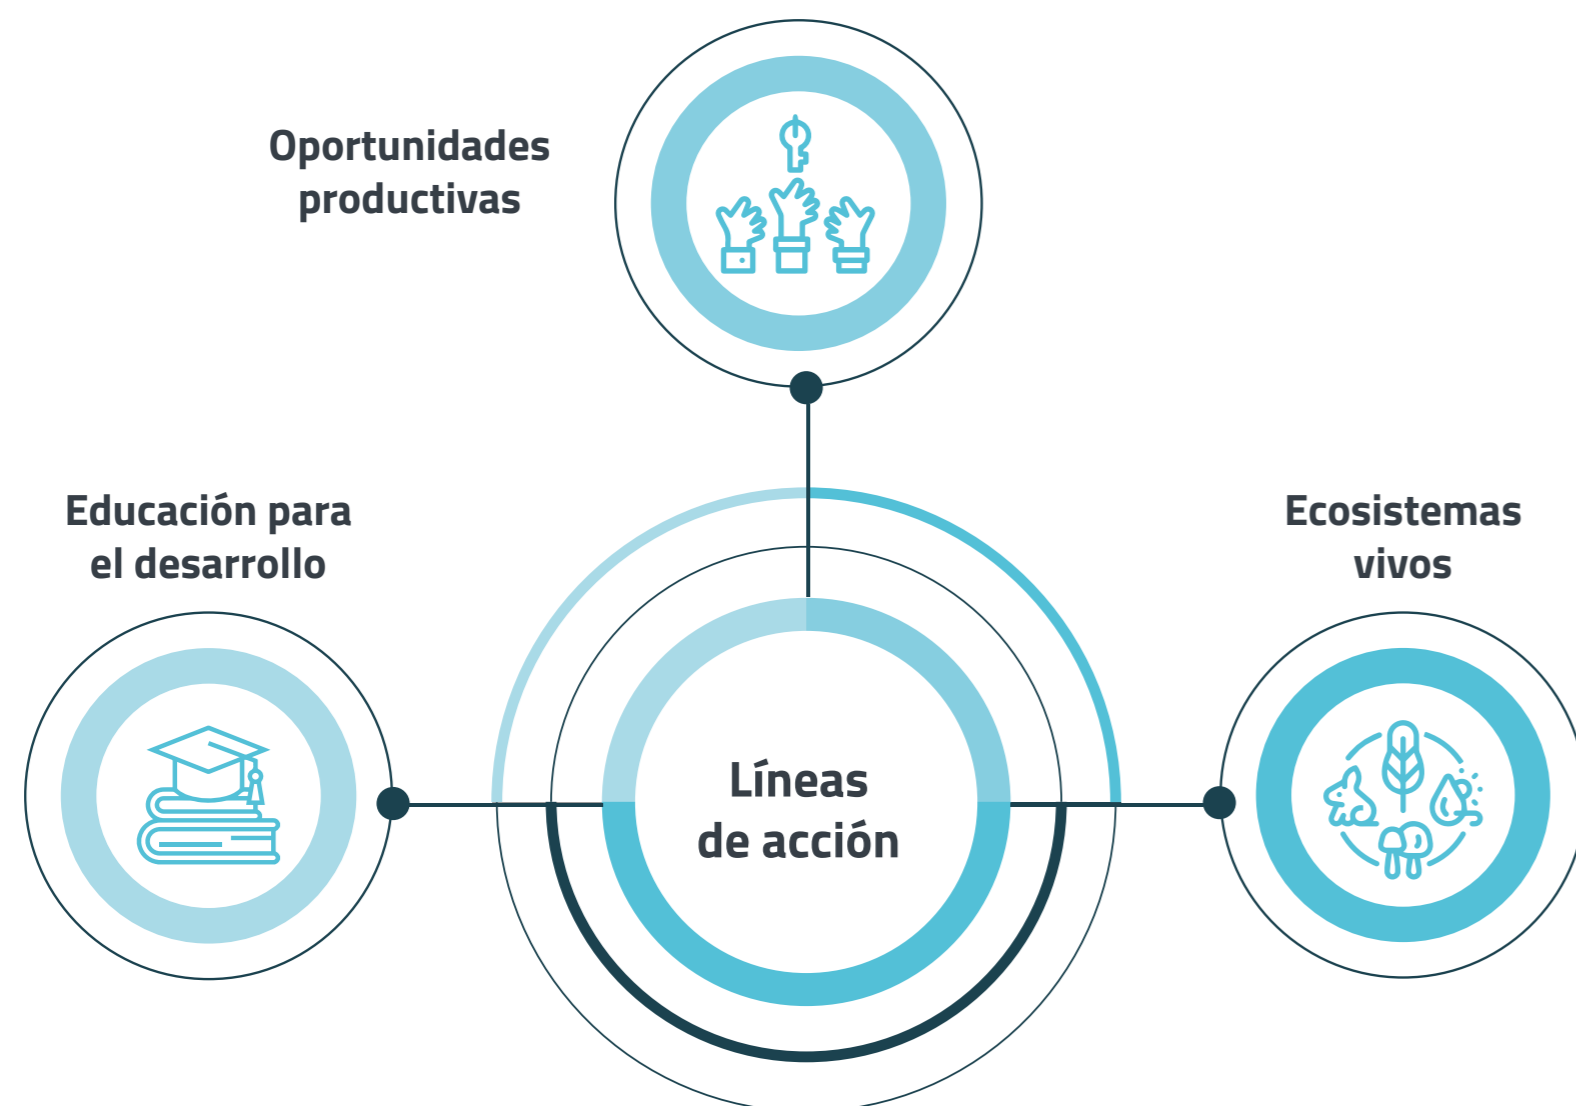 Oportunidades
productivas
Educación para
el desarrollo
Ecosistemas
vivos
Líneas
de acción